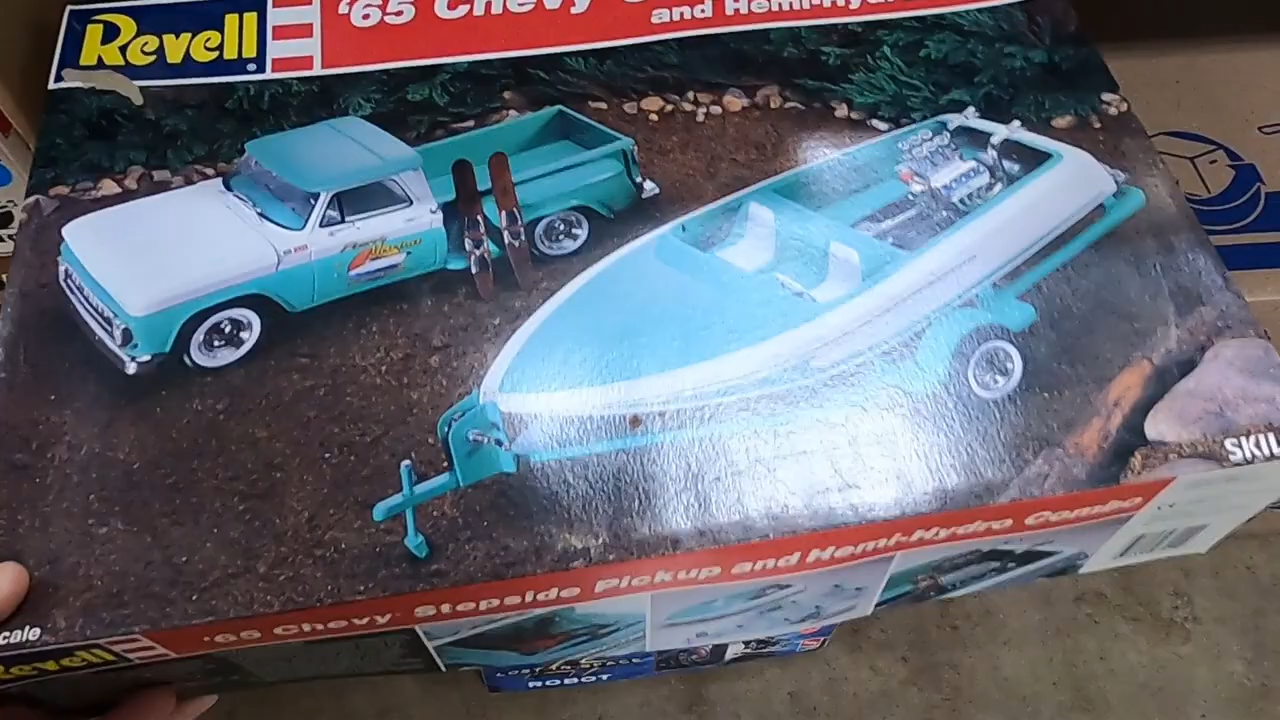 Revell
'65 Chevy
and Hemi-Hydro
SKIL
'65 Chevy Stepside Pickup and Hemi-Hydro Combo
cale
Revell
LOST IN SPACE
ROBOT